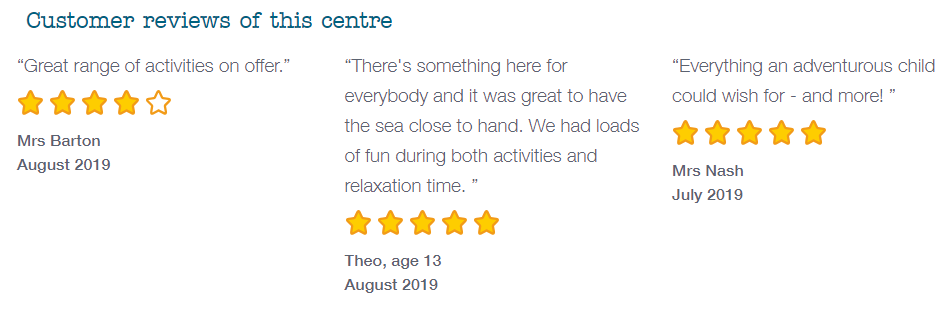 Customer reviews of this centre
“Great range of activities on offer.”
Mrs Barton
August 2019
“There's something here for
everybody and it was great to have
the sea close to hand. We had loads
of fun during both activities and
relaxation time. ”
Theo, age 13
August 2019
“Everything an adventurous child
could wish for - and more! ”
Mrs Nash
July 2019